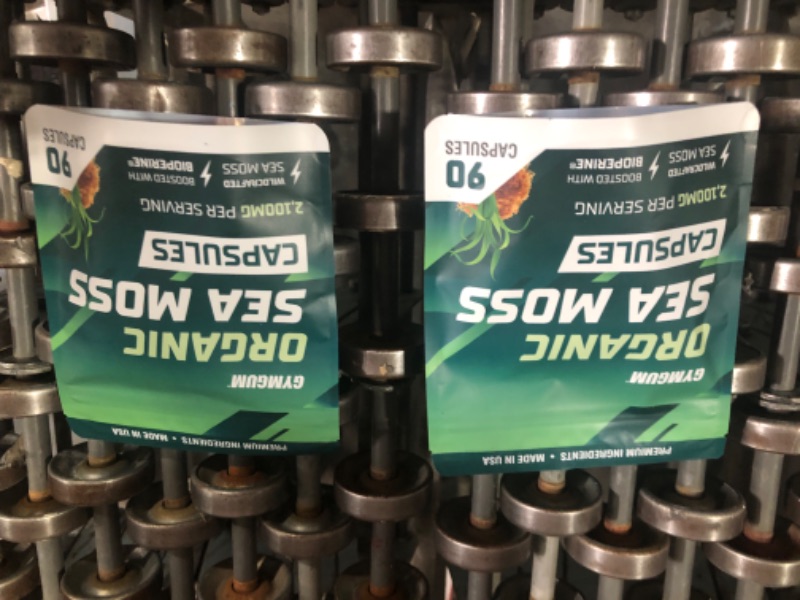 PREMIUM INGREDIENTS • MADE IN USA
GYMGUM™
ORGANIC
SEA MOSS
CAPSULES
2,100MG PER SERVING
WILDCRAFTED
SEA MOSS
BOOSTED WITH
BIOPERINE®
90
CAPSULES
PREMIUM INGREDIENTS • MADE IN USA
GYMGUM™
ORGANIC
SEA MOSS
CAPSULES
2,100MG PER SERVING
WILDCRAFTED
SEA MOSS
BOOSTED WITH
BIOPERINE®
90
CAPSULES